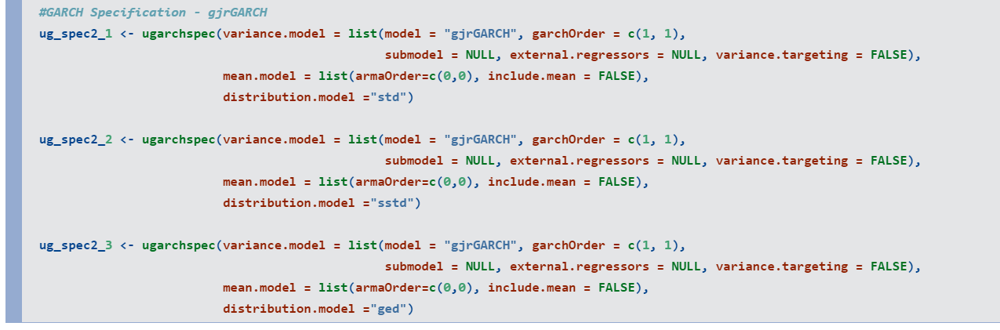 #GARCH Specification - gjrGARCH
ug_spec2_1 <- ugarchspec(variance.model = list(model = "gjrGARCH", garchOrder = c(1, 1),
submodel = NULL, external.regressors = NULL, variance.targeting = FALSE),
mean.model = list(armaOrder=c(0,0), include.mean = FALSE),
distribution.model ="std")
ug_spec2_2 <- ugarchspec(variance.model = list(model = "gjrGARCH", garchOrder = c(1, 1),
submodel = NULL, external.regressors = NULL, variance.targeting = FALSE),
mean.model = list(armaOrder=c(0,0), include.mean = FALSE),
distribution.model ="sstd")
ug_spec2_3 <- ugarchspec(variance.model = list(model = "gjrGARCH", garchOrder = c(1, 1),
submodel = NULL, external.regressors = NULL, variance.targeting = FALSE),
mean.model = list(armaOrder=c(0,0), include.mean = FALSE),
distribution.model ="ged")